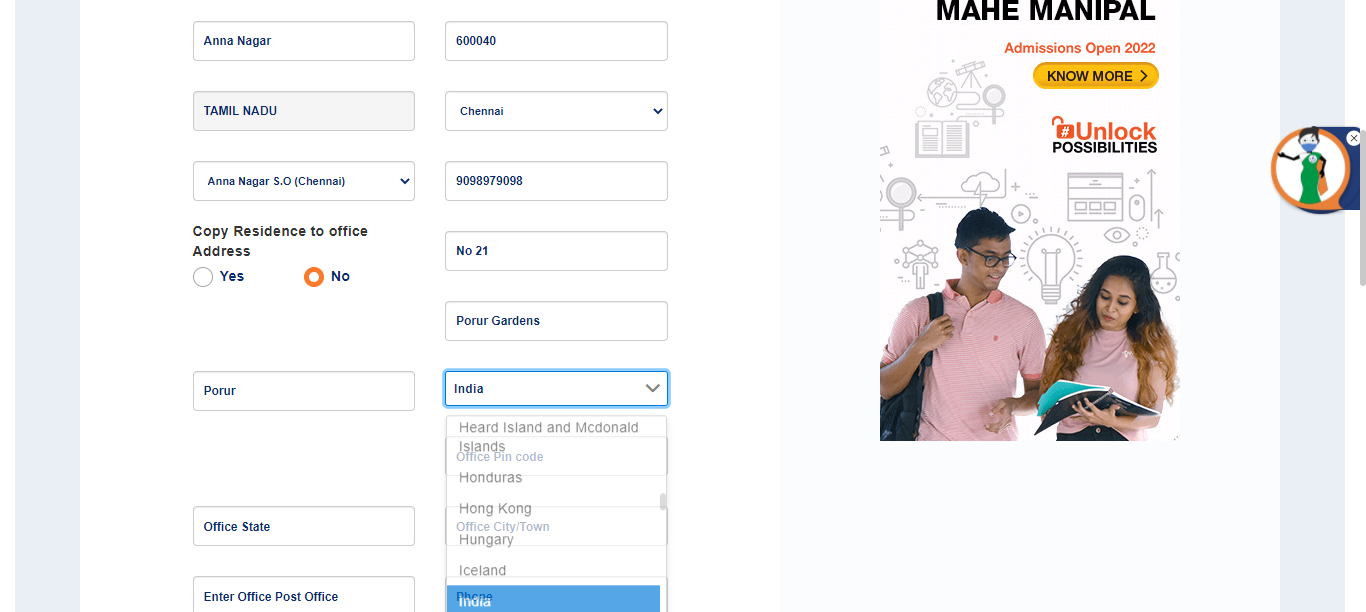 Anna Nagar
600040
TAMIL NADU
Chennai
Anna Nagar S.O (Chennai)
9098979098
Copy Residence to office
Address
Yes
No
No 21
Porur Gardens
Porur
India
Heard Island and Mcdonald
Islands
Office Pin code
Honduras
Hong Kong
Office State
Office City/Town
Hungary
Iceland
Enter Office Post Office
Phone
India
MAHE MANIPAL
Admissions Open 2022
KNOW MORE
#Unlock
POSSIBILITIES